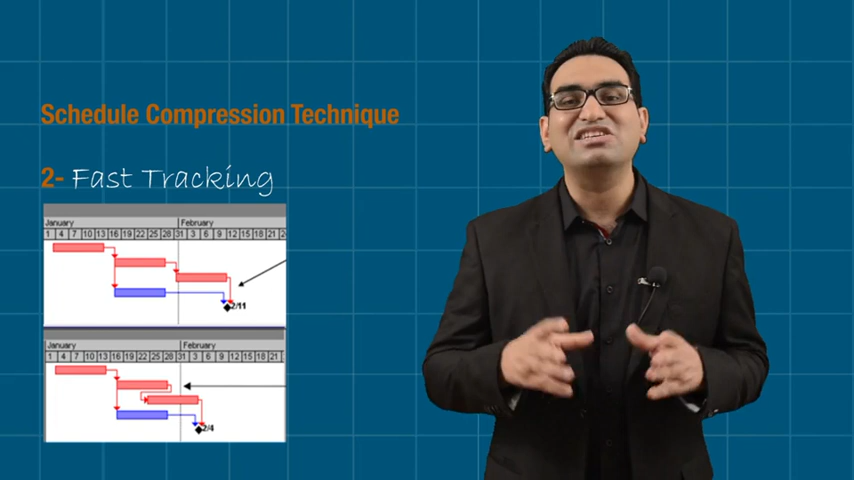 Schedule Compression Technique
2- Fast Tracking
January February
1 4 7 10 13 16 19 22 25 28 31 3 6 9 12 15 18 21
2/11
January February
1 4 7 10 13 16 19 22 25 28 31 3 6 9 12 15 18 21
2/4